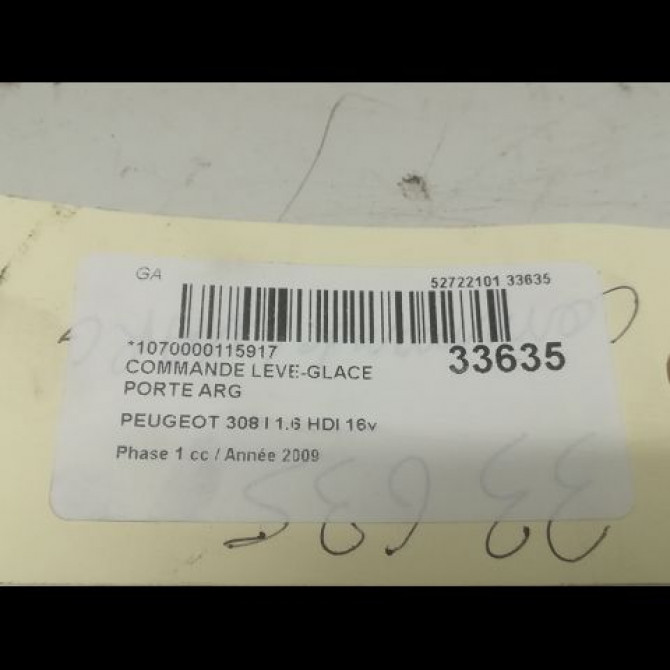 GA
52722101 33635
*1070000115917
33635
COMMANDE LEVE-GLACE
PORTE ARG
PEUGEOT 308 I 1.6 HDI 16v
Phase 1 cc / Année 2009
33635